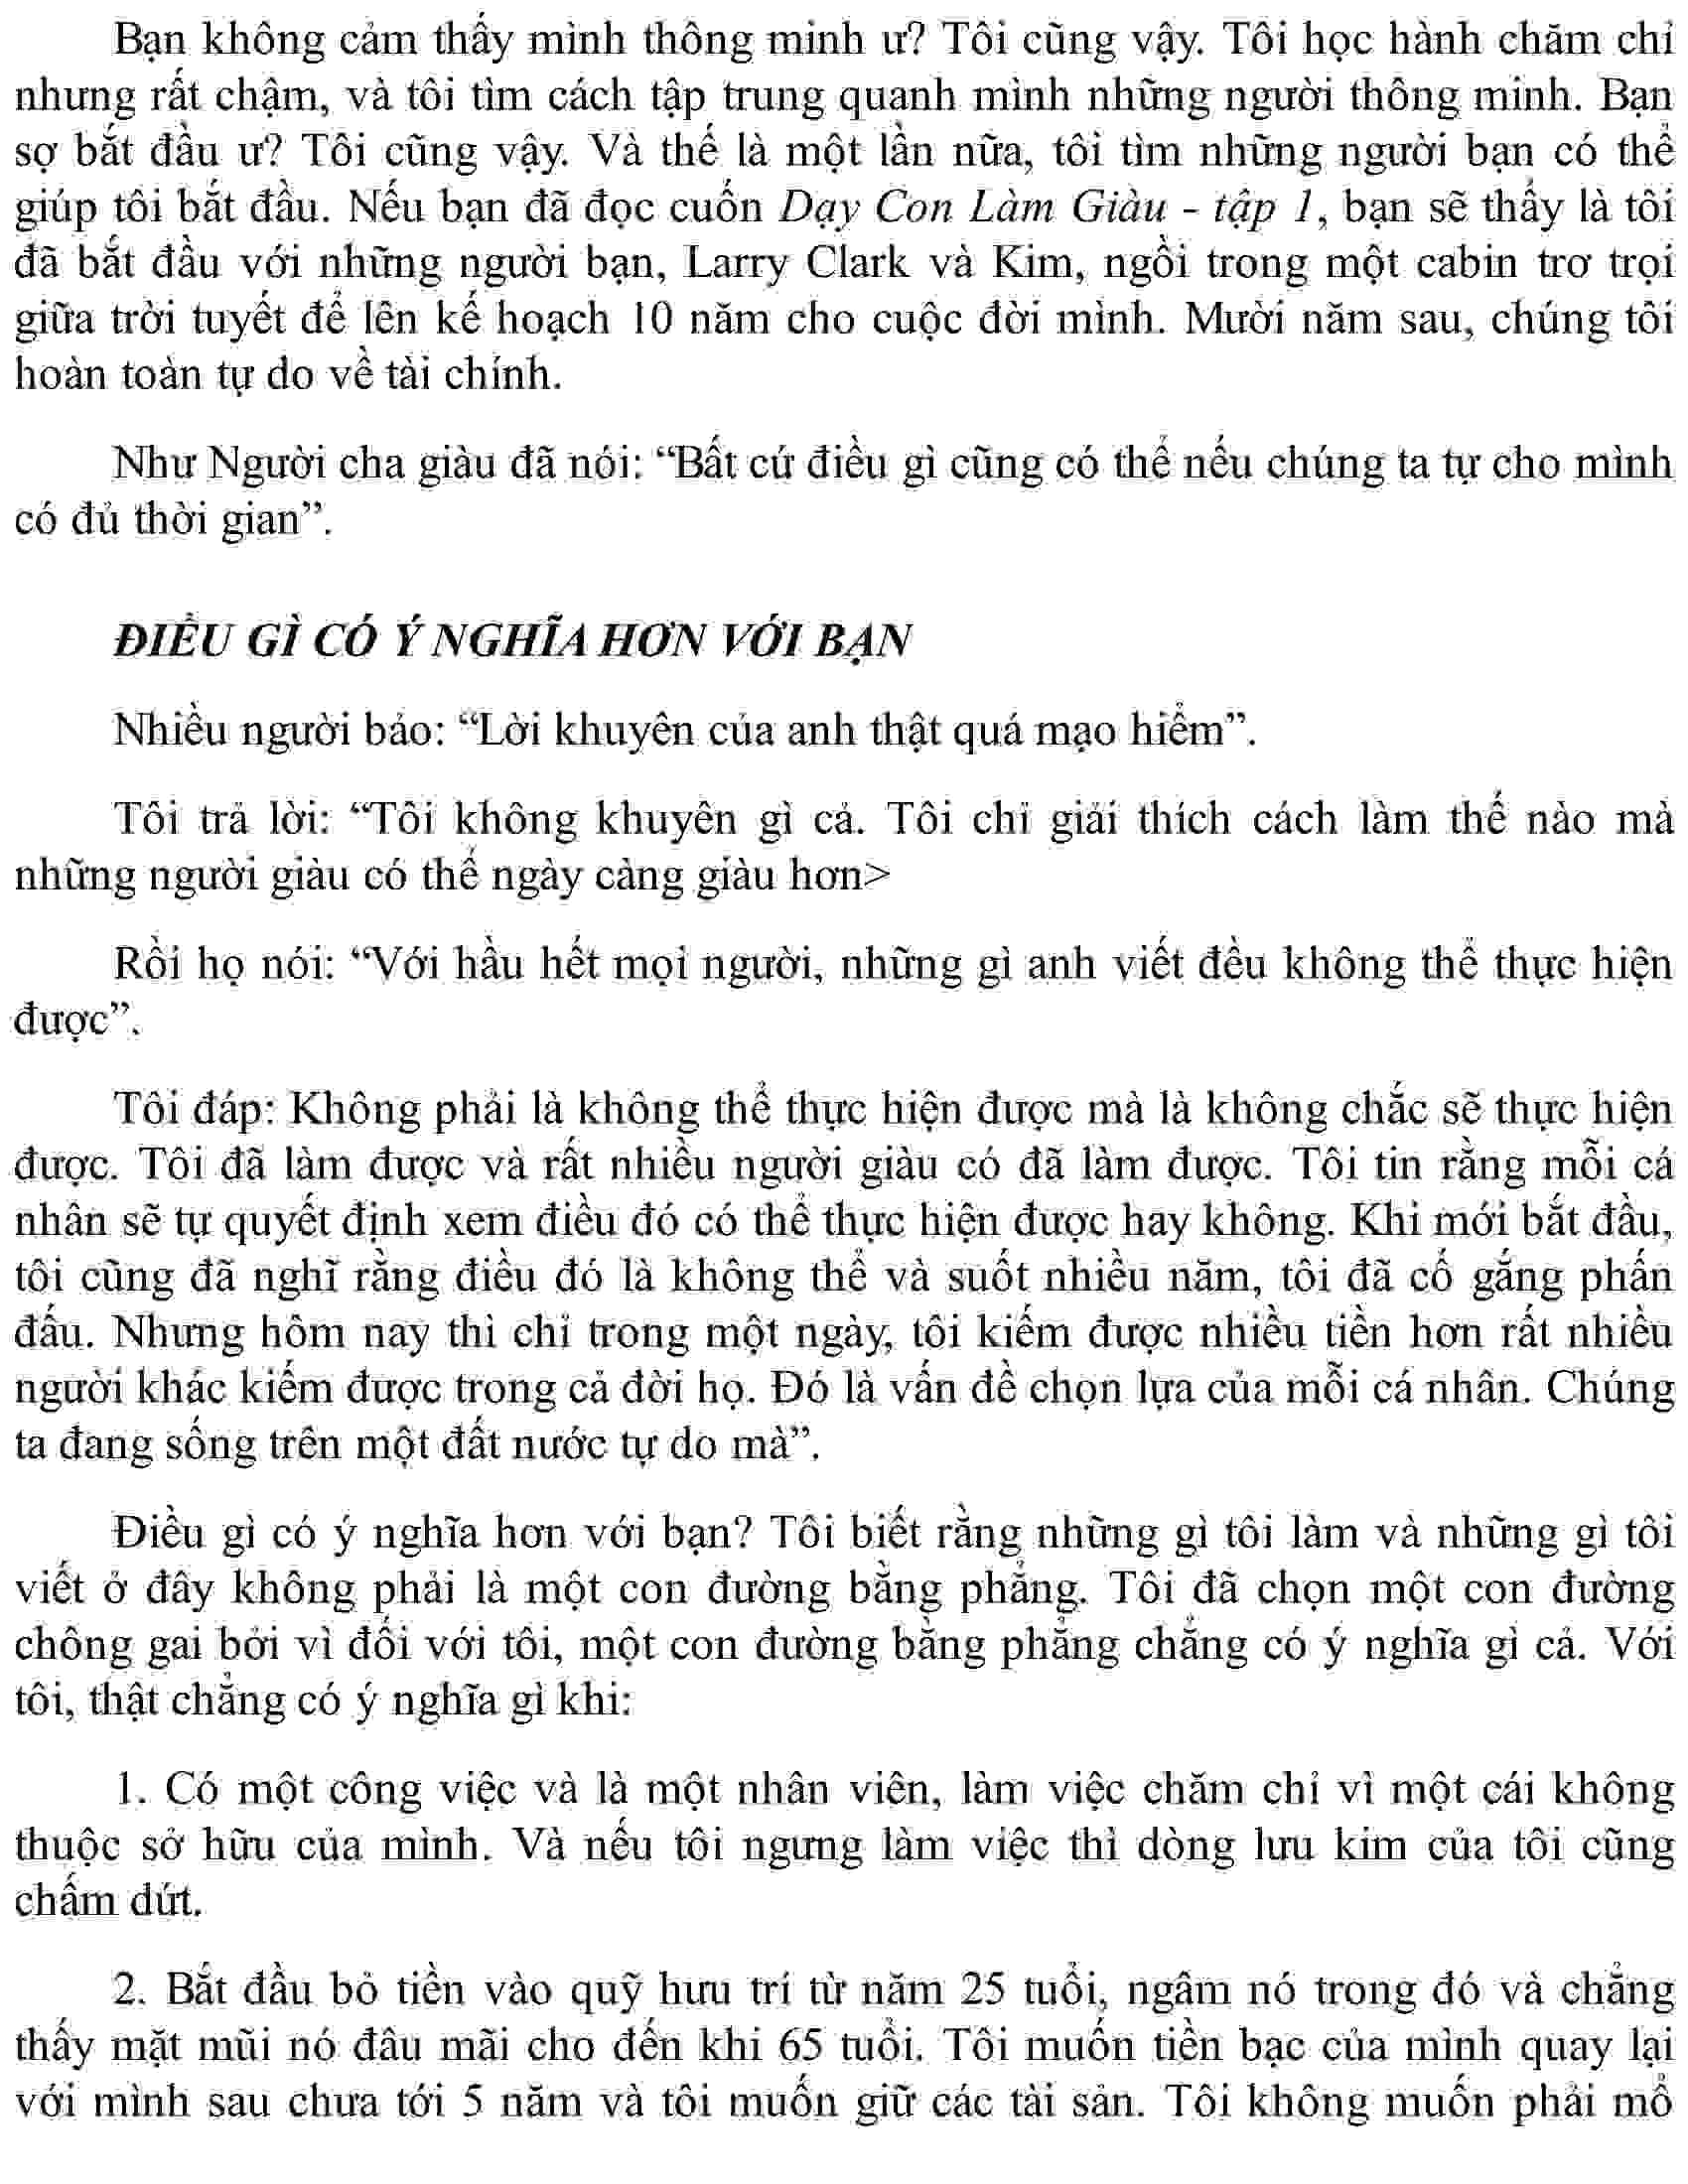 Bạn không cảm thấy mình thông minh ư? Tôi cũng vậy. Tôi học hành chăm chỉ
nhưng rất chậm, và tôi tìm cách tập trung quanh mình những người thông minh. Bạn
sợ bắt đầu ư? Tôi cũng vậy. Và thế là một lần nữa, tôi tìm những người bạn có thể
giúp tôi bắt đầu. Nếu bạn đã đọc cuốn Dạy Con Làm Giàu - tập 1, bạn sẽ thấy là tôi
đã bắt đầu với những người bạn, Larry Clark và Kim, ngồi trong một cabin trơ trọi
giữa trời tuyết để lên kế hoạch 10 năm cho cuộc đời mình. Mười năm sau, chúng tôi
hoàn toàn tự do về tài chính.
Như Người cha giàu đã nói: “Bất cứ điều gì cũng có thể nếu chúng ta tự cho mình
có đủ thời gian”.
ĐIỀU GÌ CÓ Ý NGHĨA HƠN VỚI BẠN
Nhiều người bảo: “Lời khuyên của anh thật quá mạo hiểm”.
Tôi trả lời: “Tôi không khuyên gì cả. Tôi chỉ giải thích cách làm thế nào mà
những người giàu có thể ngày càng giàu hơn>
Rồi họ nói: “Với hầu hết mọi người, những gì anh viết đều không thể thực hiện
được”.
Tôi đáp: Không phải là không thể thực hiện được mà là không chắc sẽ thực hiện
được. Tôi đã làm được và rất nhiều người giàu có đã làm được. Tôi tin rằng mỗi cá
nhân sẽ tự quyết định xem điều đó có thể thực hiện được hay không. Khi mới bắt đầu,
tôi cũng đã nghĩ rằng điều đó là không thể và suốt nhiều năm, tôi đã cố gắng phấn
đấu. Nhưng hôm nay thì chỉ trong một ngày, tôi kiếm được nhiều tiền hơn rất nhiều
người khác kiếm được trong cả đời họ. Đó là vấn đề chọn lựa của mỗi cá nhân. Chúng
ta đang sống trên một đất nước tự do mà”.
Điều gì có ý nghĩa hơn với bạn? Tôi biết rằng những gì tôi làm và những gì tôi
viết ở đây không phải là một con đường bằng phẳng. Tôi đã chọn một con đường
chông gai bởi vì đối với tôi, một con đường bằng phẳng chẳng có ý nghĩa gì cả. Với
tôi, thật chẳng có ý nghĩa gì khi:
1. Có một công việc và là một nhân viên, làm việc chăm chỉ vì một cái không
thuộc sở hữu của mình. Và nếu tôi ngưng làm việc thì dòng lưu kim của tôi cũng
chấm dứt.
2. Bắt đầu bỏ tiền vào quỹ hưu trí từ năm 25 tuổi, ngâm nó trong đó và chẳng
thấy mặt mũi nó đâu mãi cho đến khi 65 tuổi. Tôi muốn tiền bạc của mình quay lại
với mình sau chưa tới 5 năm và tôi muốn giữ các tài sản. Tôi không muốn phải mổ